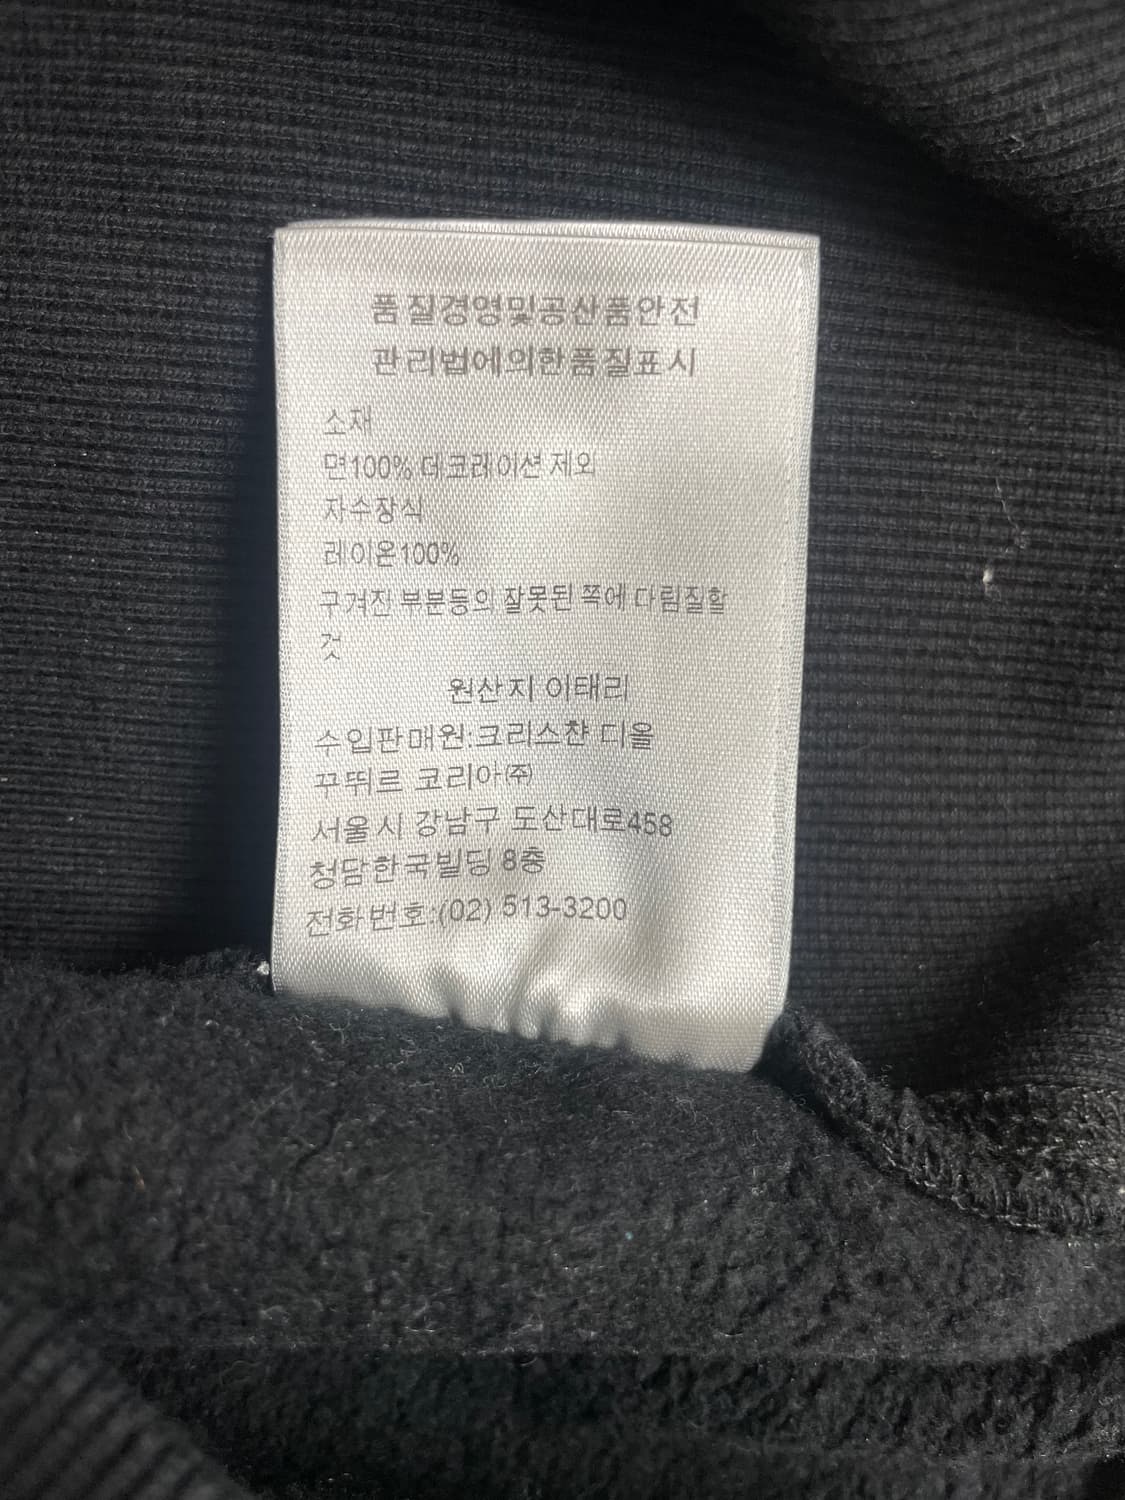 품질경영및공산품안전
관리법에의한품질표시
소재
면100% 데코레이션 제외
자수장식
레이온100%
구겨진 부분등의 잘못된 쪽에 다림질할
것
원산지 이태리
수입판매원:크리스챤 디올
꾸뛰르 코리아㈜
서울시 강남구 도산대로458
청담한국빌딩 8층
전화번호:(02) 513-3200